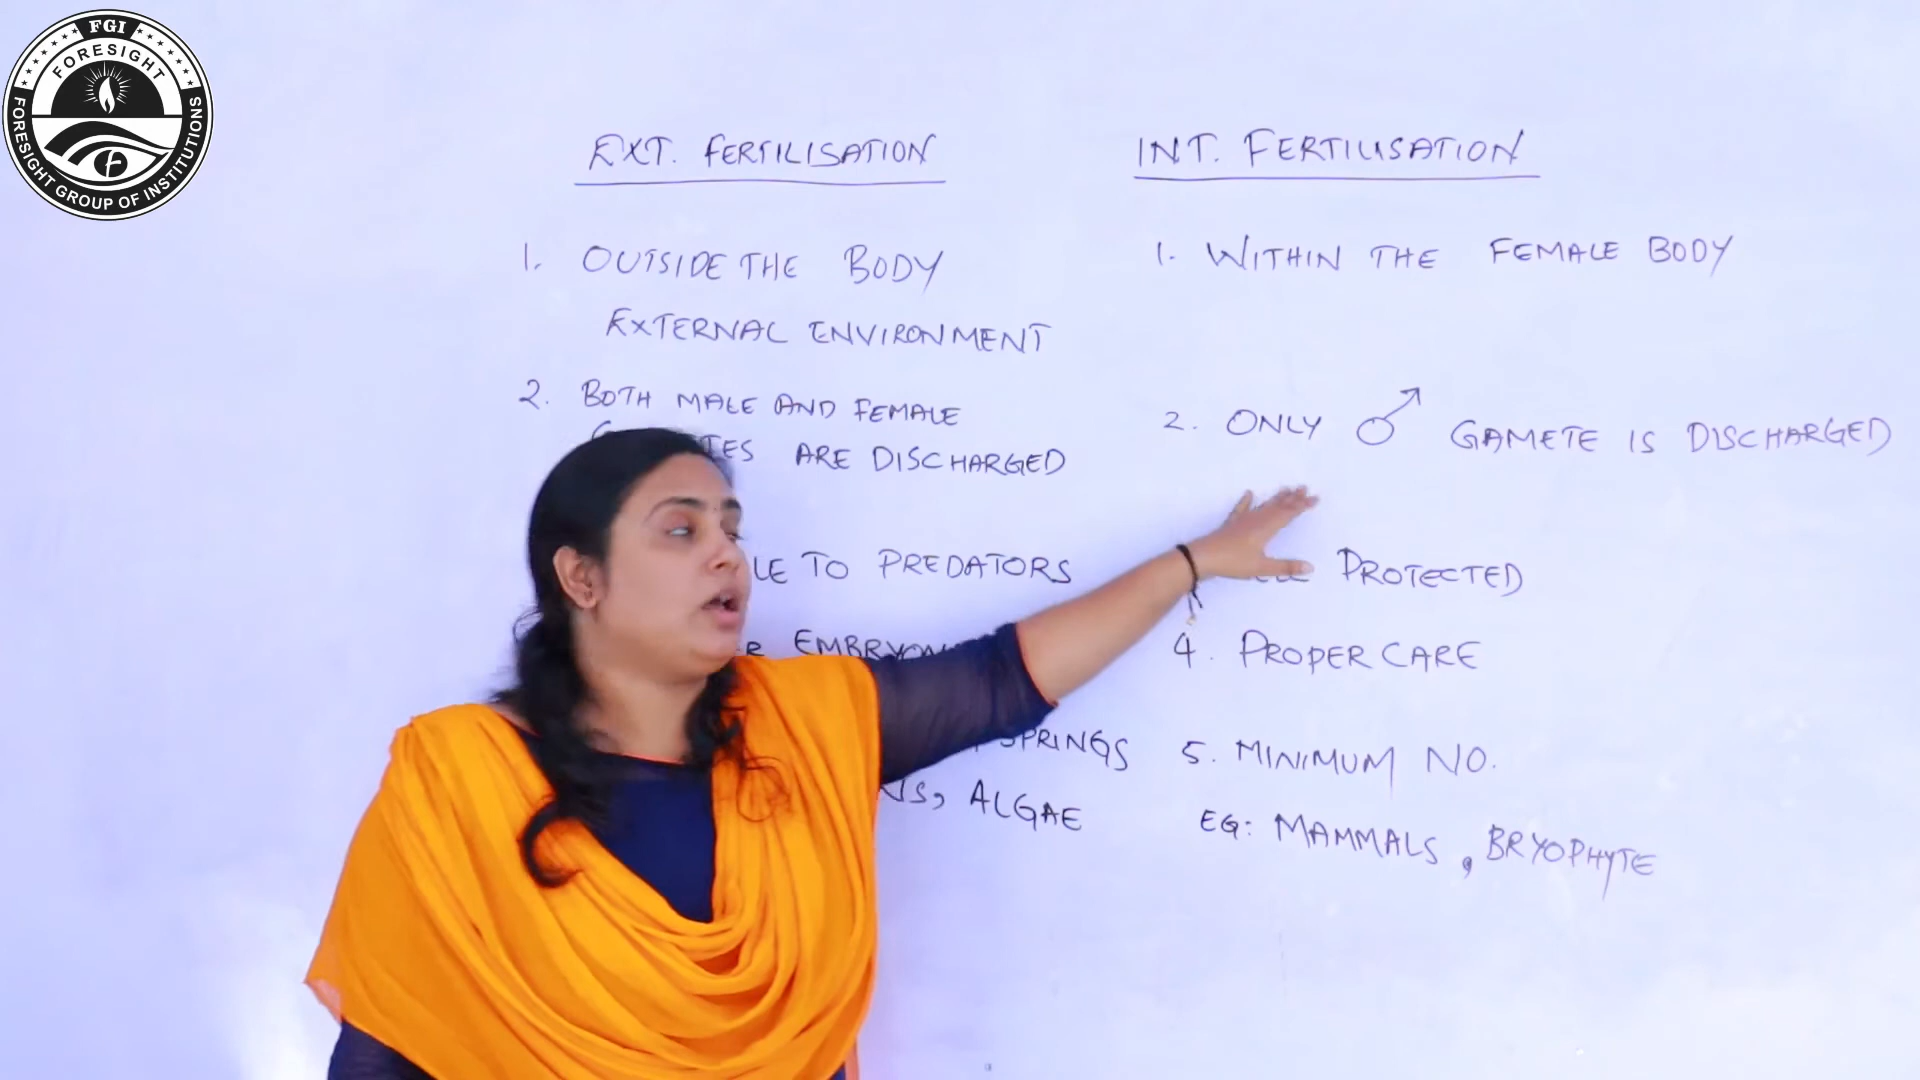 FGI
FORESIGHT
FORESIGHT GROUP OF INSTITUTIONS
EXT. FERTILISATION
1. OUTSIDE THE BODY
EXTERNAL ENVIRONMENT
2. BOTH MALE AND FEMALE
ARE DISCHARGED
TO PREDATORS
SPRINGS
ALGAE
INT. FERTILISATION
1. WITHIN THE FEMALE BODY
2. ONLY ♂ GAMETE IS DISCHARGED
PROTECTED
4. PROPER CARE
5. MINIMUM NO.
EG: MAMMALS, BRYOPHYTE